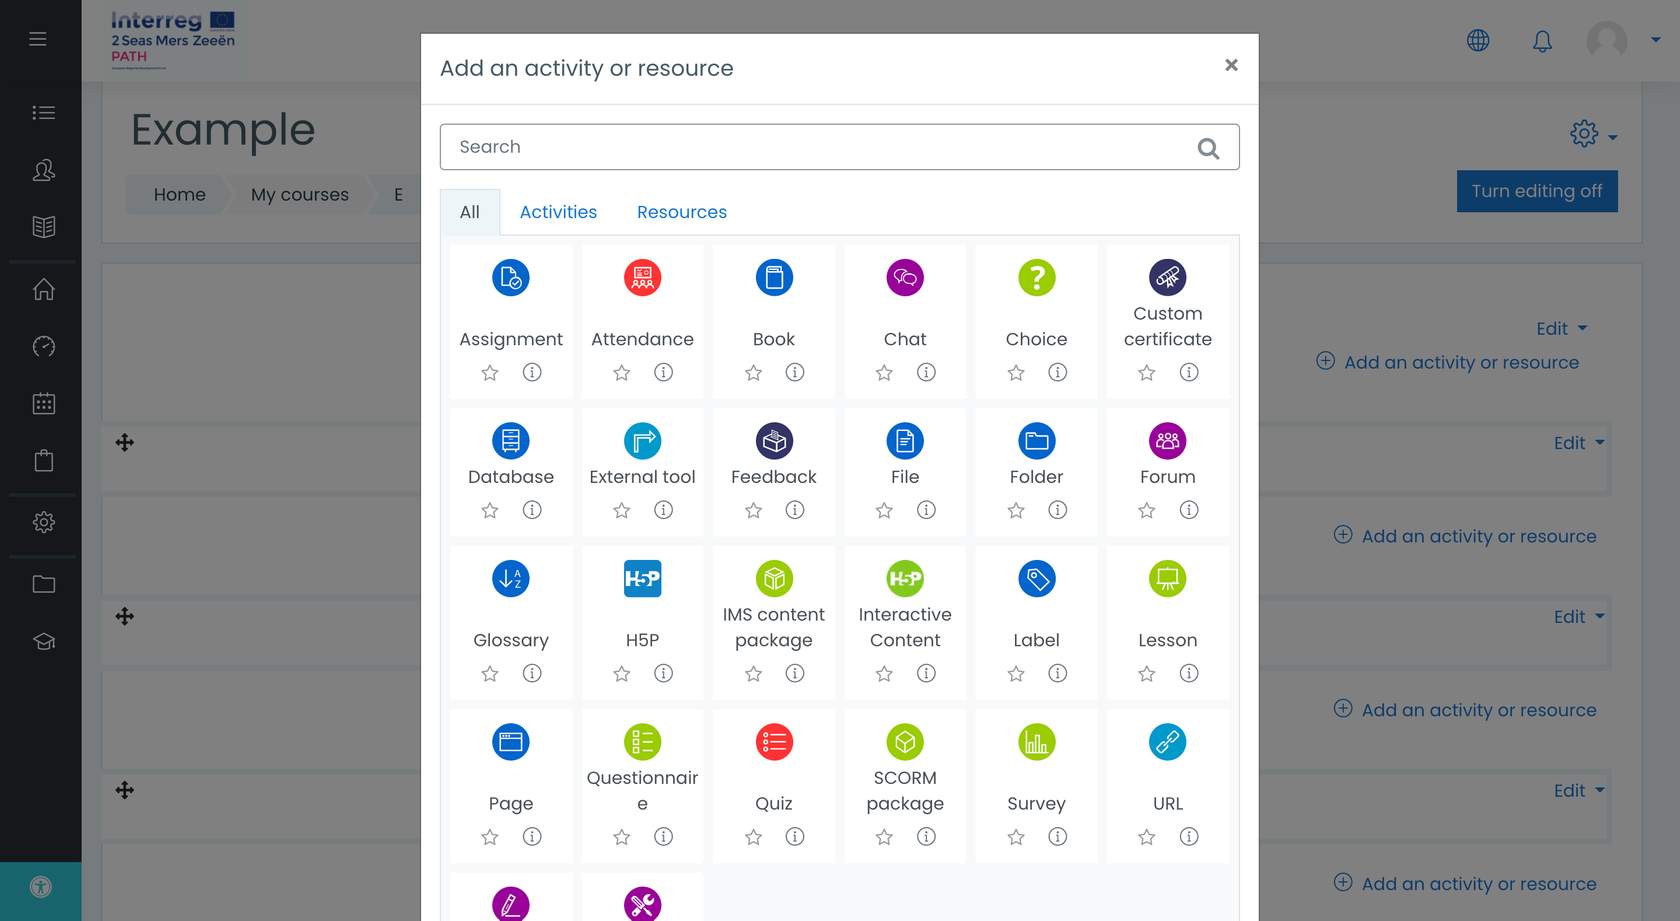 Interreg
2 Seas Mers Zeeën
PATH
Example
Home
My courses
E
Turn editing off
Edit
Add an activity or resource
Edit
Add an activity or resource
Edit
Add an activity or resource
Edit
Add an activity or resource
Add an activity or resource
×
Search
All
Activities
Resources
Assignment
Attendance
Book
Chat
?
Choice
Custom
certificate
Database
External tool
Feedback
File
Folder
Forum
A
Z
Glossary
H5P
H5P
IMS content
package
H5P
Interactive
Content
Label
Lesson
Page
Questionnair
e
Quiz
SCORM
package
Survey
URL